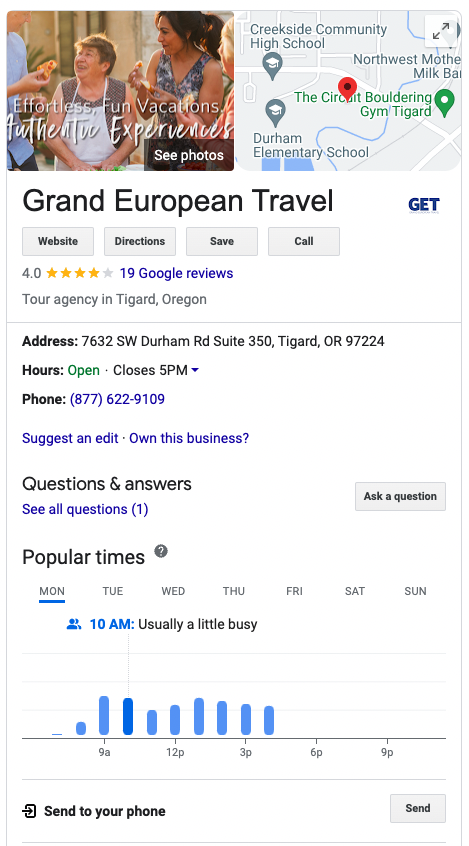 Effortless, Fun Vacations.
Authentic Experiences
See photos
Creekside Community
High School
Northwest Mothe
Milk Ba
The Circuit Bouldering
Gym Tigard
Durham
Elementary School
Grand European Travel
GET
Website
Directions
Save
Call
4.0
19 Google reviews
Tour agency in Tigard, Oregon
Address: 7632 SW Durham Rd Suite 350, Tigard, OR 97224
Hours: Open · Closes 5PM
Phone: (877) 622-9109
Suggest an edit · Own this business?
Questions & answers
See all questions (1)
Ask a question
Popular times ?
MON TUE WED THU FRI SAT SUN
10 AM: Usually a little busy
9a 12p 3p 6p 9p
Send to your phone
Send